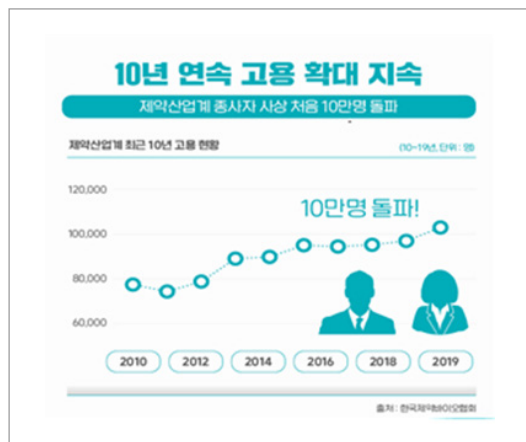 10년 연속 고용 확대 지속
제약산업계 종사자 사상 처음 10만명 돌파
제약산업계 최근 10년 고용 현황
(10~19년, 단위 : 명)
120,000
10만명 돌파!
100,000
80,000
60,000
2010 2012 2014 2016 2018 2019
출처 : 한국제약바이오협회